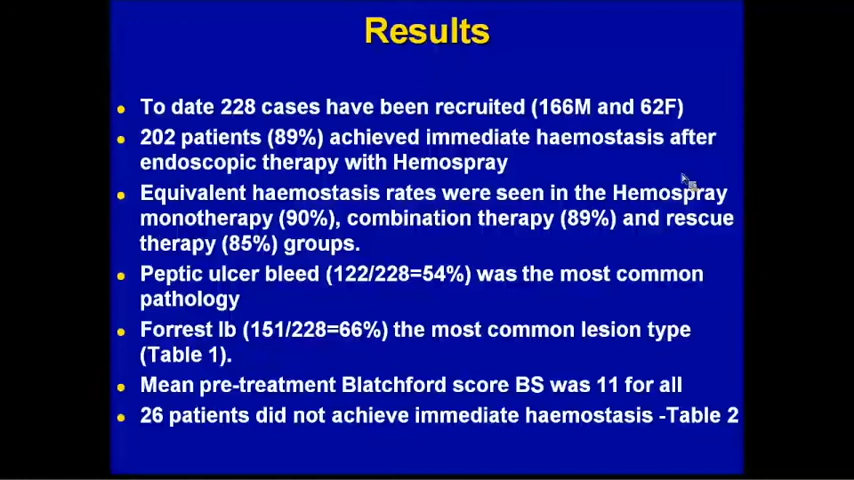 Results
To date 228 cases have been recruited (166M and 62F)
202 patients (89%) achieved immediate haemostasis after
endoscopic therapy with Hemospray
Equivalent haemostasis rates were seen in the Hemospray
monotherapy (90%), combination therapy (89%) and rescue
therapy (85%) groups.
Peptic ulcer bleed (122/228=54%) was the most common
pathology
Forrest Ib (151/228=66%) the most common lesion type
(Table 1).
Mean pre-treatment Blatchford score BS was 11 for all
26 patients did not achieve immediate haemostasis -Table 2